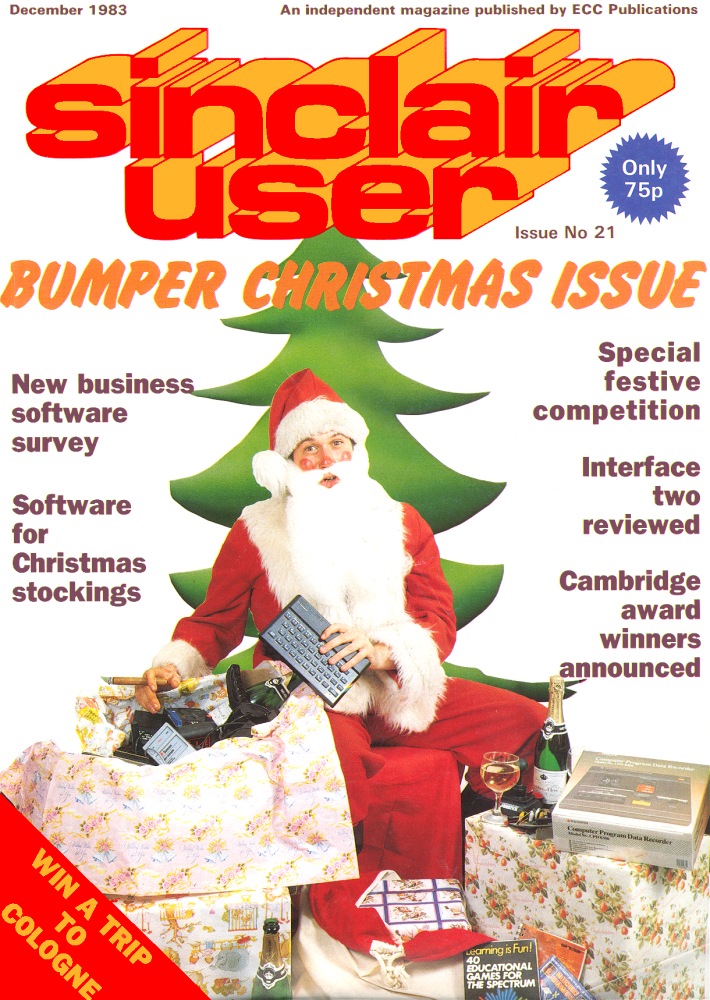 December 1983
An independent magazine published by ECC Publications
sinclair
user
Only
75p
Issue No 21
BUMPER CHRISTMAS ISSUE
New business
software
survey
Software
for
Christmas
stockings
Special
festive
competition
Interface
two
reviewed
Cambridge
award
winners
announced
WIN A TRIP
TO
COLOGNE
Computer Program Data Recorder
Computer Program Data Recorder
Learning is Fun!
40
EDUCATIONAL
GAMES FOR
THE SPECTRUM